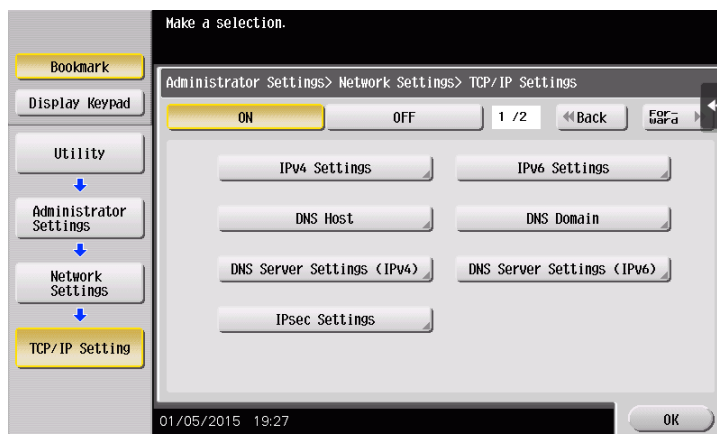 Make a selection.
Bookmark
Display Keypad
Utility
Administrator
Settings
Network
Settings
TCP/IP Setting
Administrator Settings> Network Settings> TCP/IP Settings
ON
OFF
1 /2
Back
For-
ward
IPv4 Settings
IPv6 Settings
DNS Host
DNS Domain
DNS Server Settings (IPv4)
DNS Server Settings (IPv6)
IPsec Settings
01/05/2015 19:27
OK